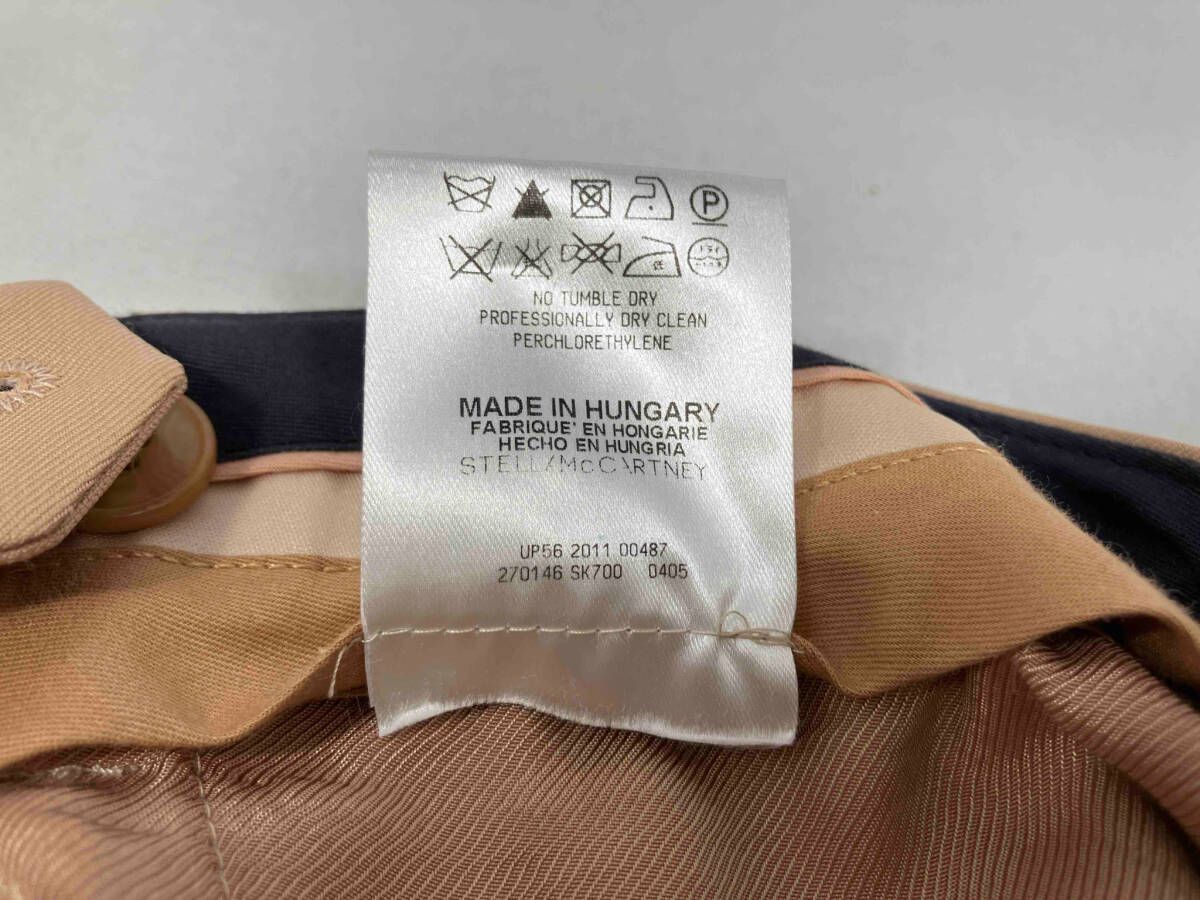 P
NO TUMBLE DRY
PROFESSIONALLY DRY CLEAN
PERCHLORETHYLENE
MADE IN HUNGARY
FABRIQUE' EN HONGARIE
HECHO EN HUNGRIA
STELLA McCARTNEY
UP56 2011 00487
270146 SK700 0405